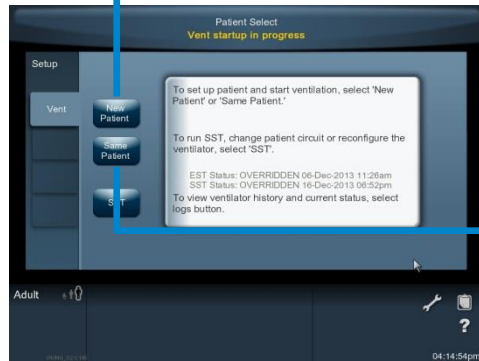 Patient Select
Vent startup in progress
Setup
Vent
New
Patient
Same
Patient
SST
To set up patient and start ventilation, select 'New
Patient' or 'Same Patient.'
To run SST, change patient circuit or reconfigure the
ventilator, select 'SST'.
EST Status: OVERRIDDEN 06-Dec-2013 11:26am
SST Status: OVERRIDDEN 16-Dec-2013 06:52pm
To view ventilator history and current status, select
logs button.
Adult
?
04:14:54pm